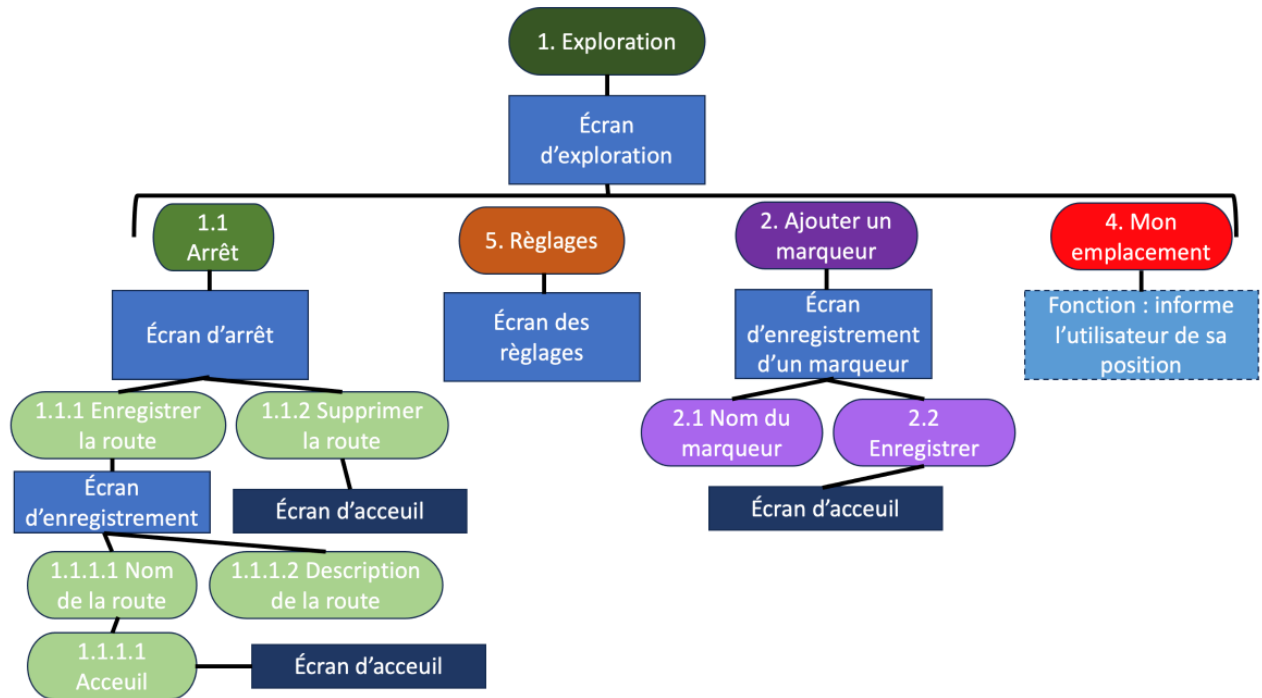 1. Exploration
Écran
d’exploration
1.1
Arrêt
5. Règlages
2. Ajouter un
marqueur
4. Mon
emplacement
Écran d’arrêt
Écran des
règlages
Écran
d’enregistrement
d’un marqueur
Fonction : informe
l’utilisateur de sa
position
1.1.1 Enregistrer
la route
1.1.2 Supprimer
la route
2.1 Nom du
marqueur
2.2
Enregistrer
Écran
d’enregistrement
Écran d’acceuil
Écran d’acceuil
1.1.1.1 Nom
de la route
1.1.1.2 Description
de la route
1.1.1.1
Acceuil
Écran d’acceuil